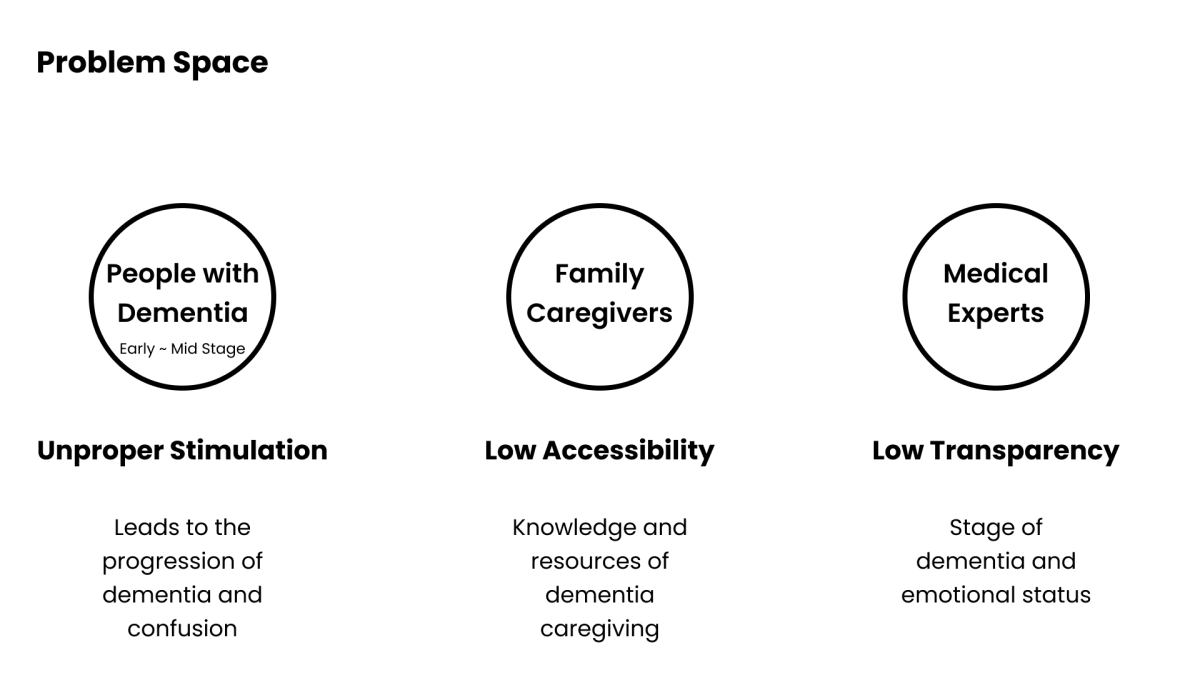 Problem Space
People with
Dementia
Early ~ Mid Stage
Unproper Stimulation
Leads to the
progression of
dementia and
confusion
Family
Caregivers
Low Accessibility
Knowledge and
resources of
dementia
caregiving
Medical
Experts
Low Transparency
Stage of
dementia and
emotional status